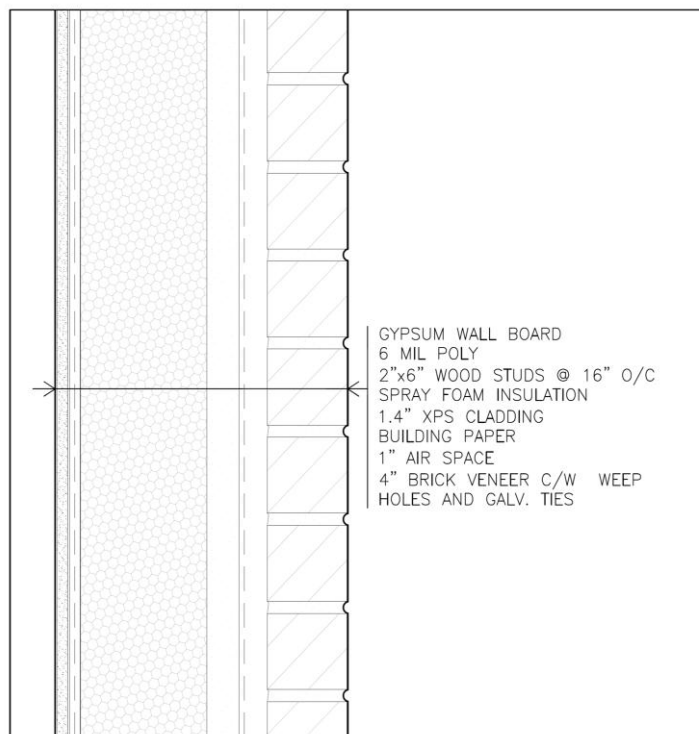 GYPSUM WALL BOARD
6 MIL POLY
2"x6" WOOD STUDS @ 16" O/C
SPRAY FOAM INSULATION
1.4" XPS CLADDING
BUILDING PAPER
1" AIR SPACE
4" BRICK VENEER C/W WEEP
HOLES AND GALV. TIES